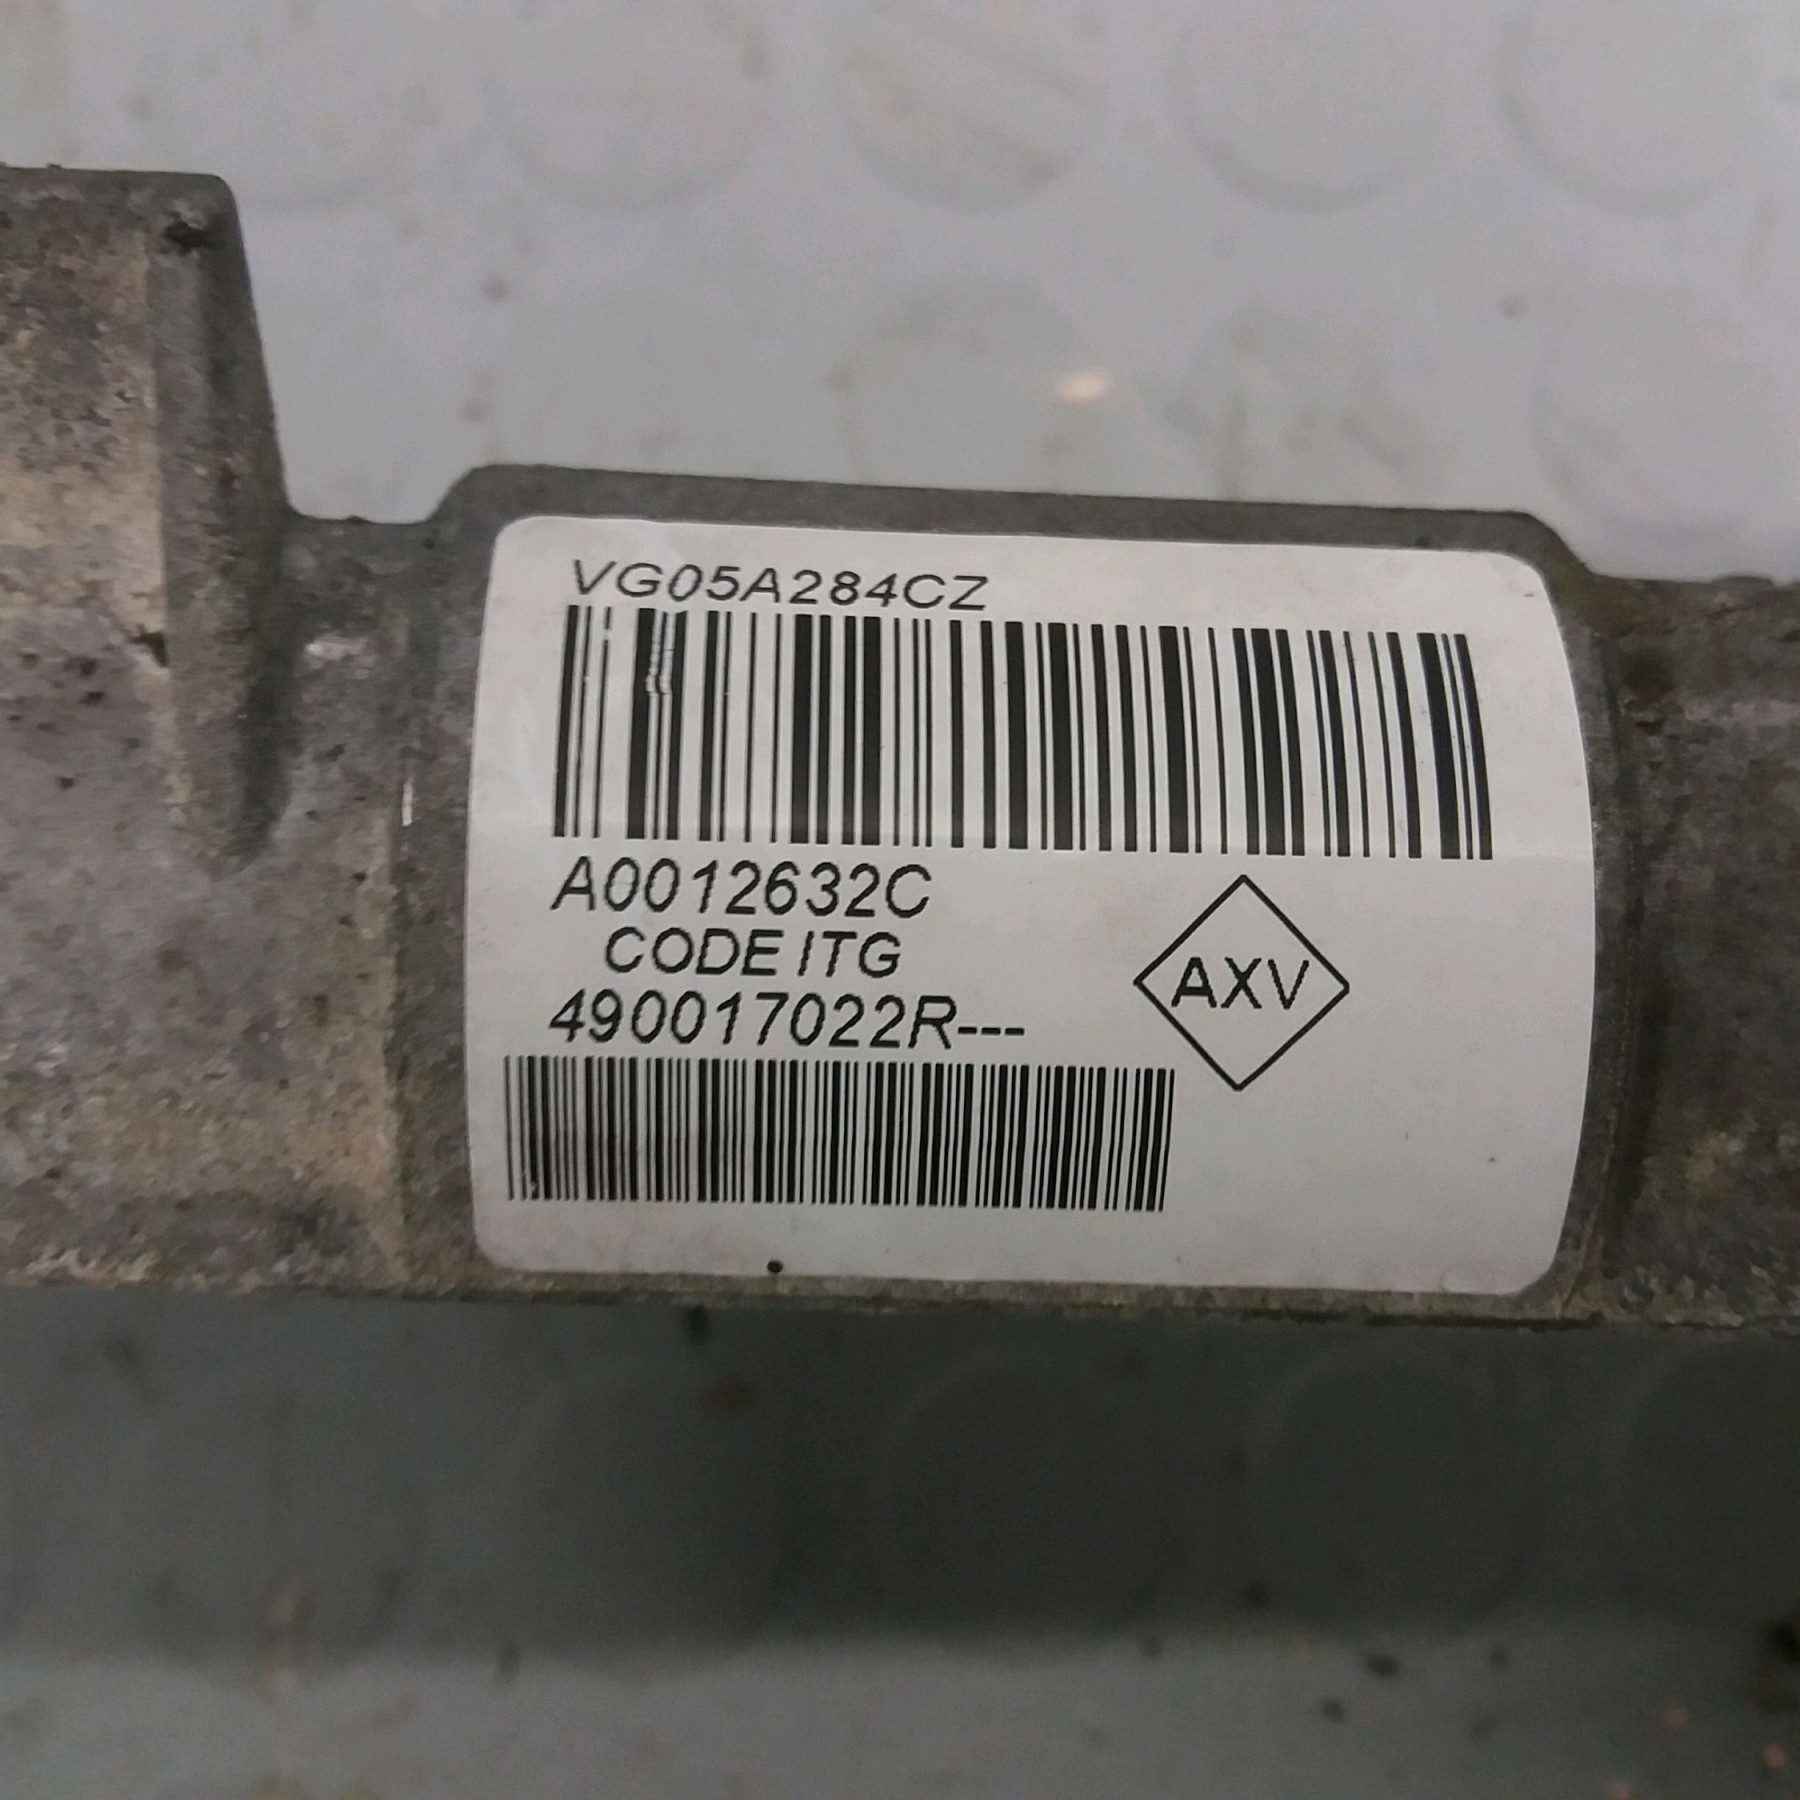 VG05A284CZ
A0012632C
CODE ITG
490017022R---
AXV